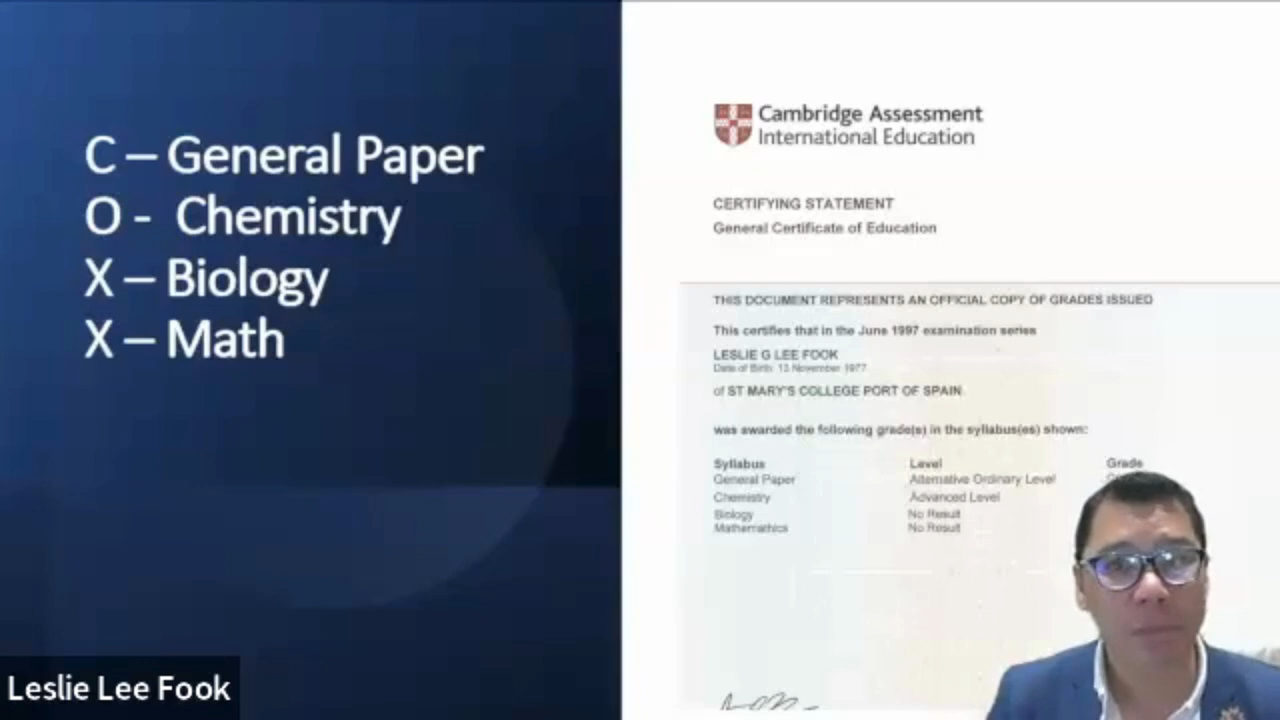 C – General Paper
O - Chemistry
X – Biology
X – Math
Cambridge Assessment
International Education
CERTIFYING STATEMENT
General Certificate of Education
THIS DOCUMENT REPRESENTS AN OFFICIAL COPY OF GRADES ISSUED
This certifies that in the June 1997 examination series
LESLIE G LEE FOOK
Date of Birth: 13 November 1977
of ST MARY'S COLLEGE PORT OF SPAIN
was awarded the following grade(s) in the syllabus(es) shown:
Syllabus Level Grade
General Paper Alternative Ordinary Level
Chemistry Advanced Level
Biology No Result
Mathemathics No Result
Leslie Lee Fook